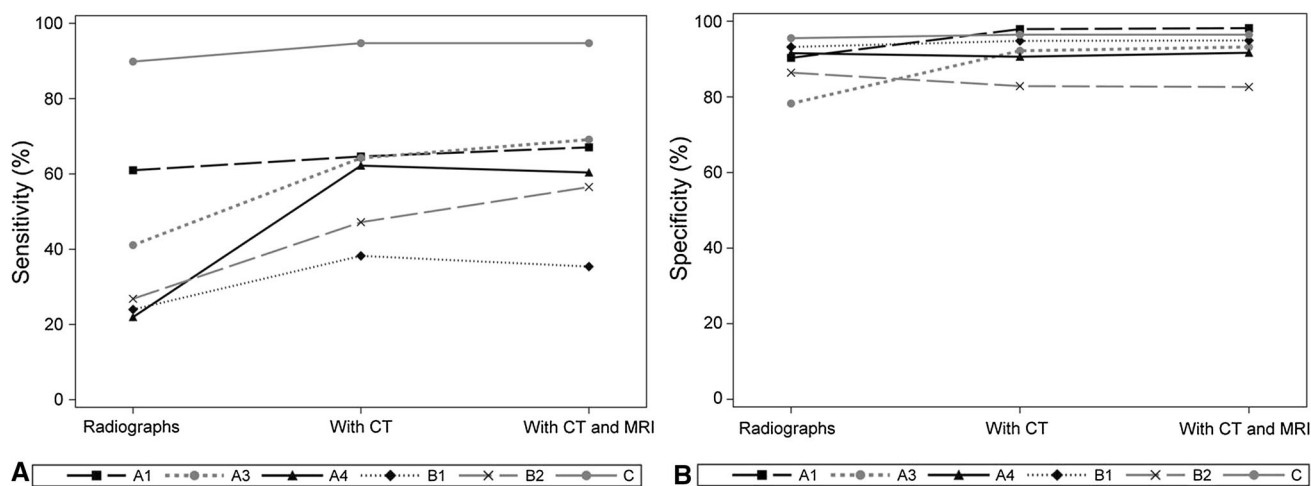 100
80
60
40
20
0
Sensitivity (%)
Radiographs With CT With CT and MRI
A A1 A3 A4 B1 B2 C
100
80
60
40
20
0
Specificity (%)
Radiographs With CT With CT and MRI
B A1 A3 A4 B1 B2 C